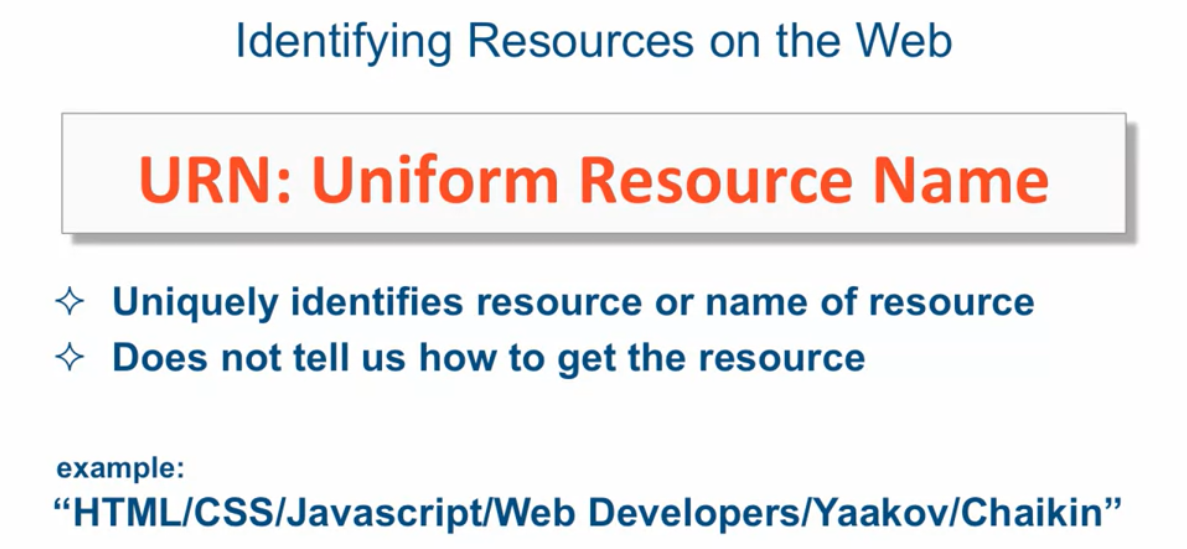 Identifying Resources on the Web
URN: Uniform Resource Name
Uniquely identifies resource or name of resource
Does not tell us how to get the resource
example:
“HTML/CSS/Javascript/Web Developers/Yaakov/Chaikin”